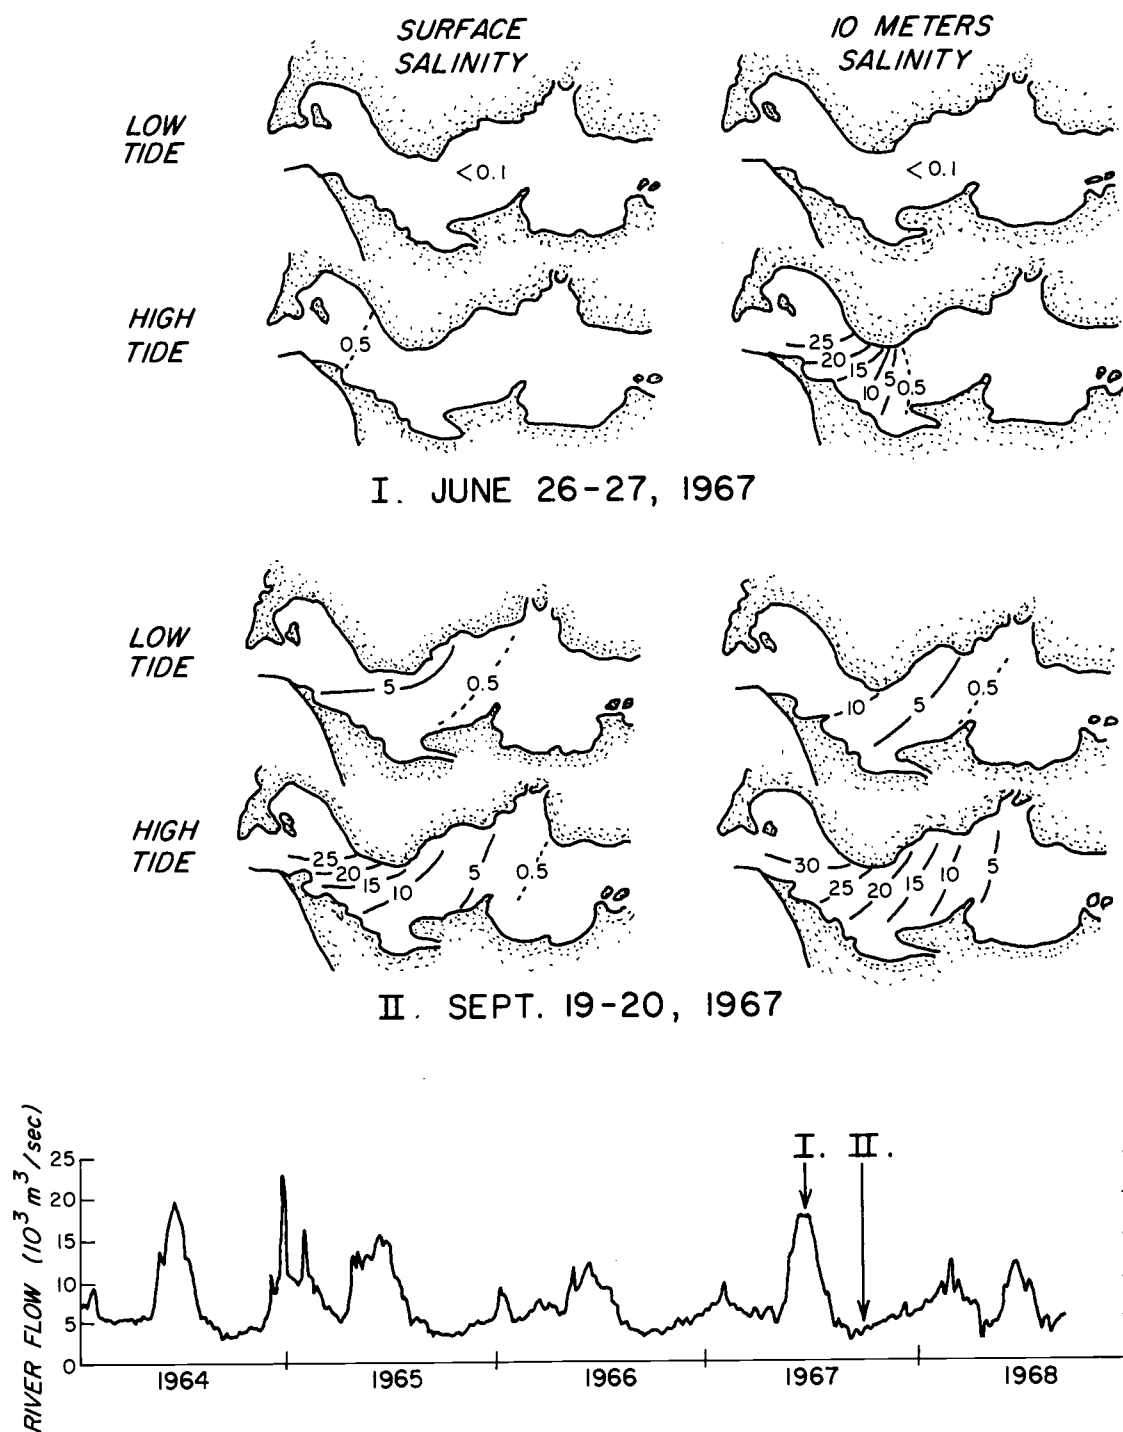 SURFACE
SALINITY
10 METERS
SALINITY
LOW
TIDE
<0.1
<0.1
HIGH
TIDE
0.5
25
20
15
10
5
0.5
I. JUNE 26-27, 1967
LOW
TIDE
5
0.5
10
5
0.5
HIGH
TIDE
25
20
15
10
5
0.5
30
25
20
15
10
5
II. SEPT. 19-20, 1967
RIVER FLOW (10³ m³/sec)
25
20
15
10
5
0
I. II.
1964 1965 1966 1967 1968